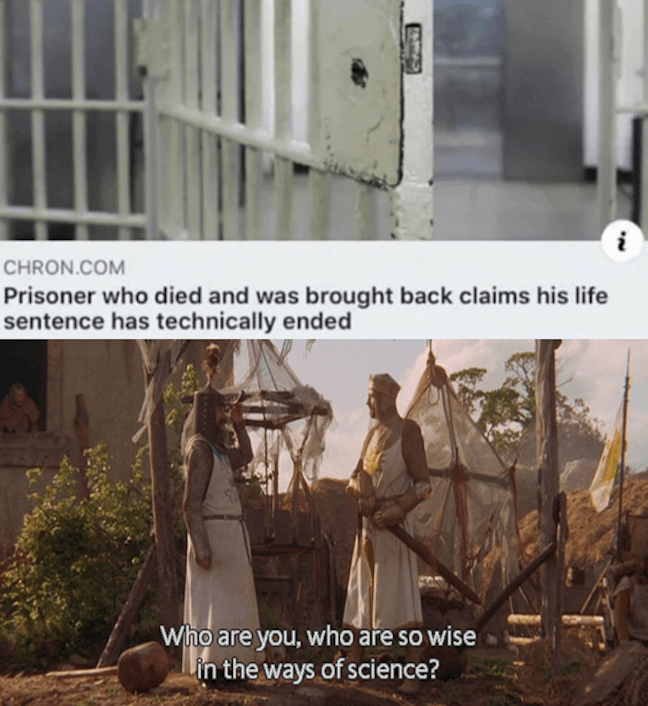 CHRON.COM
Prisoner who died and was brought back claims his life
sentence has technically ended
Who are you, who are so wise
in the ways of science?